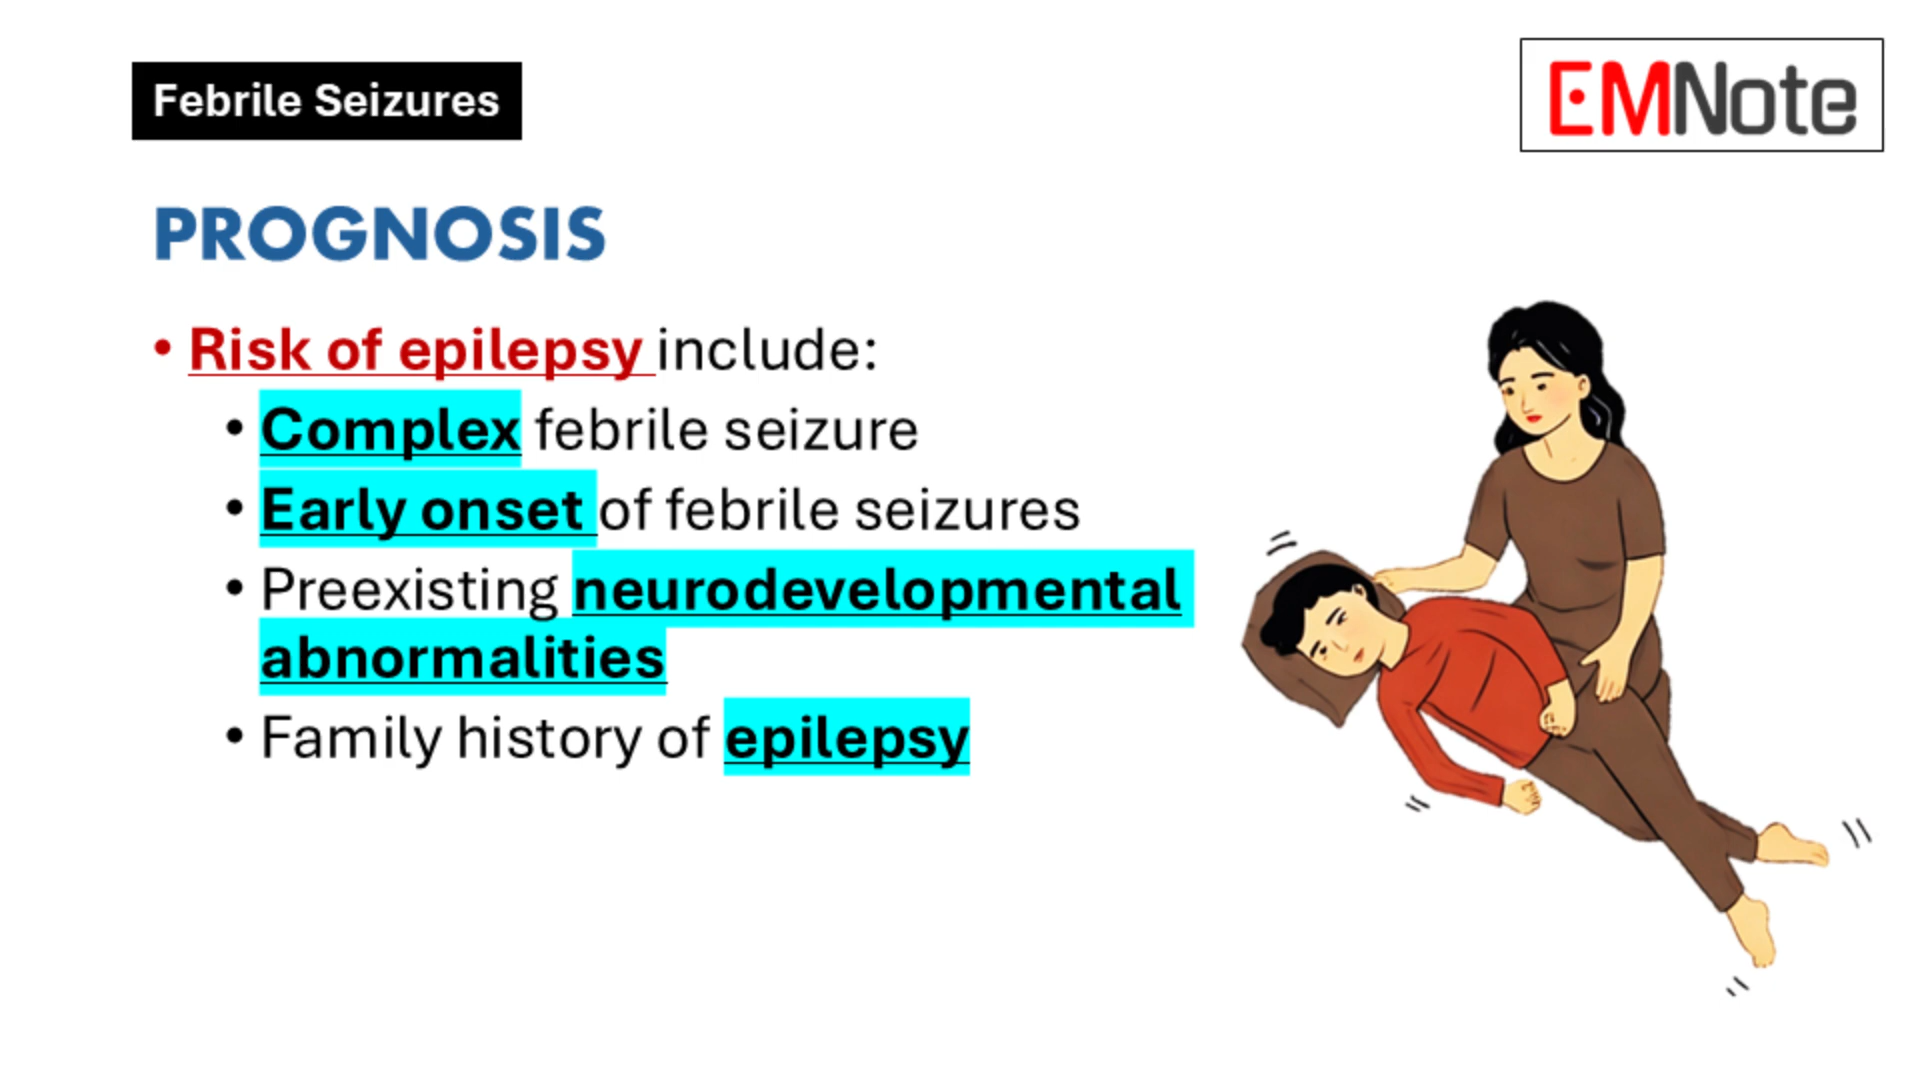 Febrile Seizures
EMNote
PROGNOSIS
• Risk of epilepsy include:
• Complex febrile seizure
• Early onset of febrile seizures
• Preexisting neurodevelopmental
abnormalities
• Family history of epilepsy